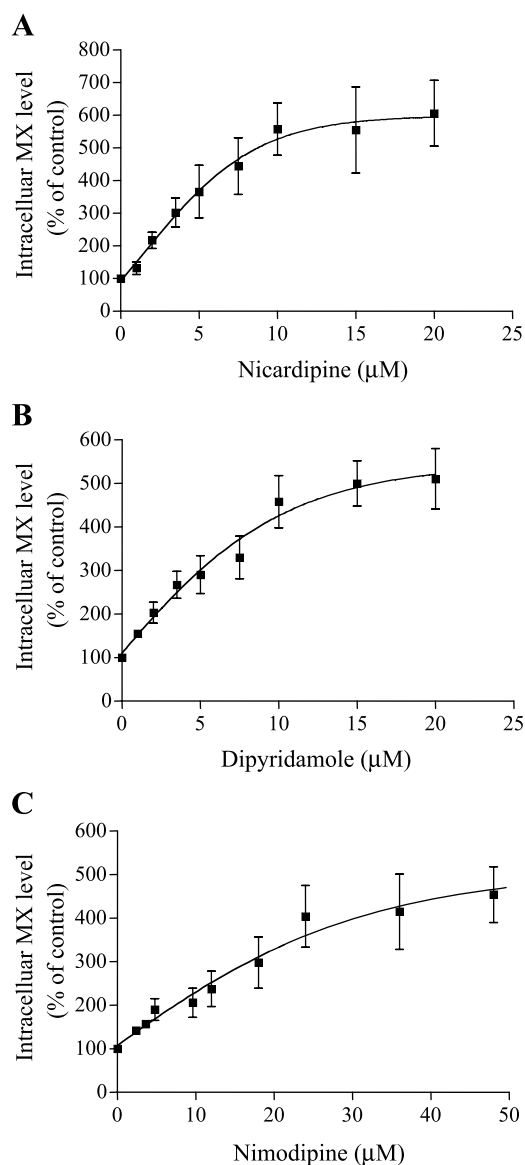 A
Intracelluar MX level
(% of control)
800
700
600
500
400
300
200
100
0
0 5 10 15 20 25
Nicardipine (μM)
B
Intracelluar MX level
(% of control)
600
500
400
300
200
100
0
0 5 10 15 20 25
Dipyridamole (μM)
C
Intracelluar MX level
(% of control)
600
500
400
300
200
100
0
0 10 20 30 40 50
Nimodipine (μM)